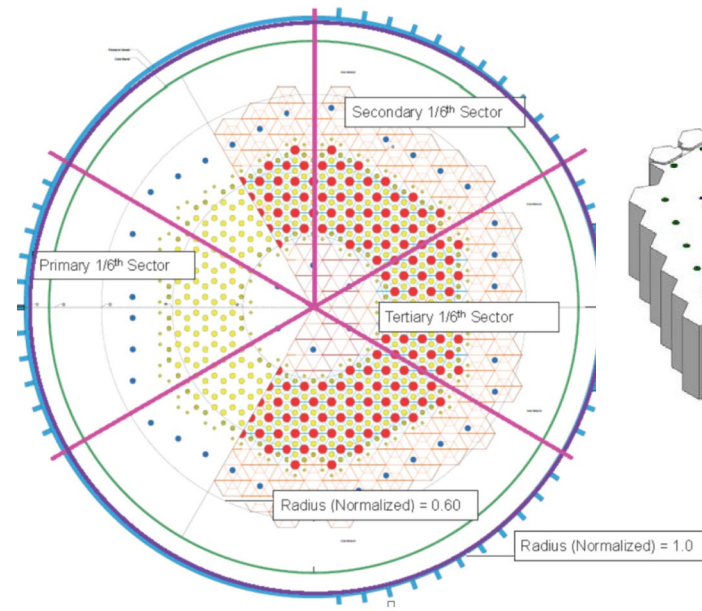 Secondary 1/6th Sector
Primary 1/6th Sector
Tertiary 1/6th Sector
Radius (Normalized) = 0.60
Radius (Normalized) = 1.0